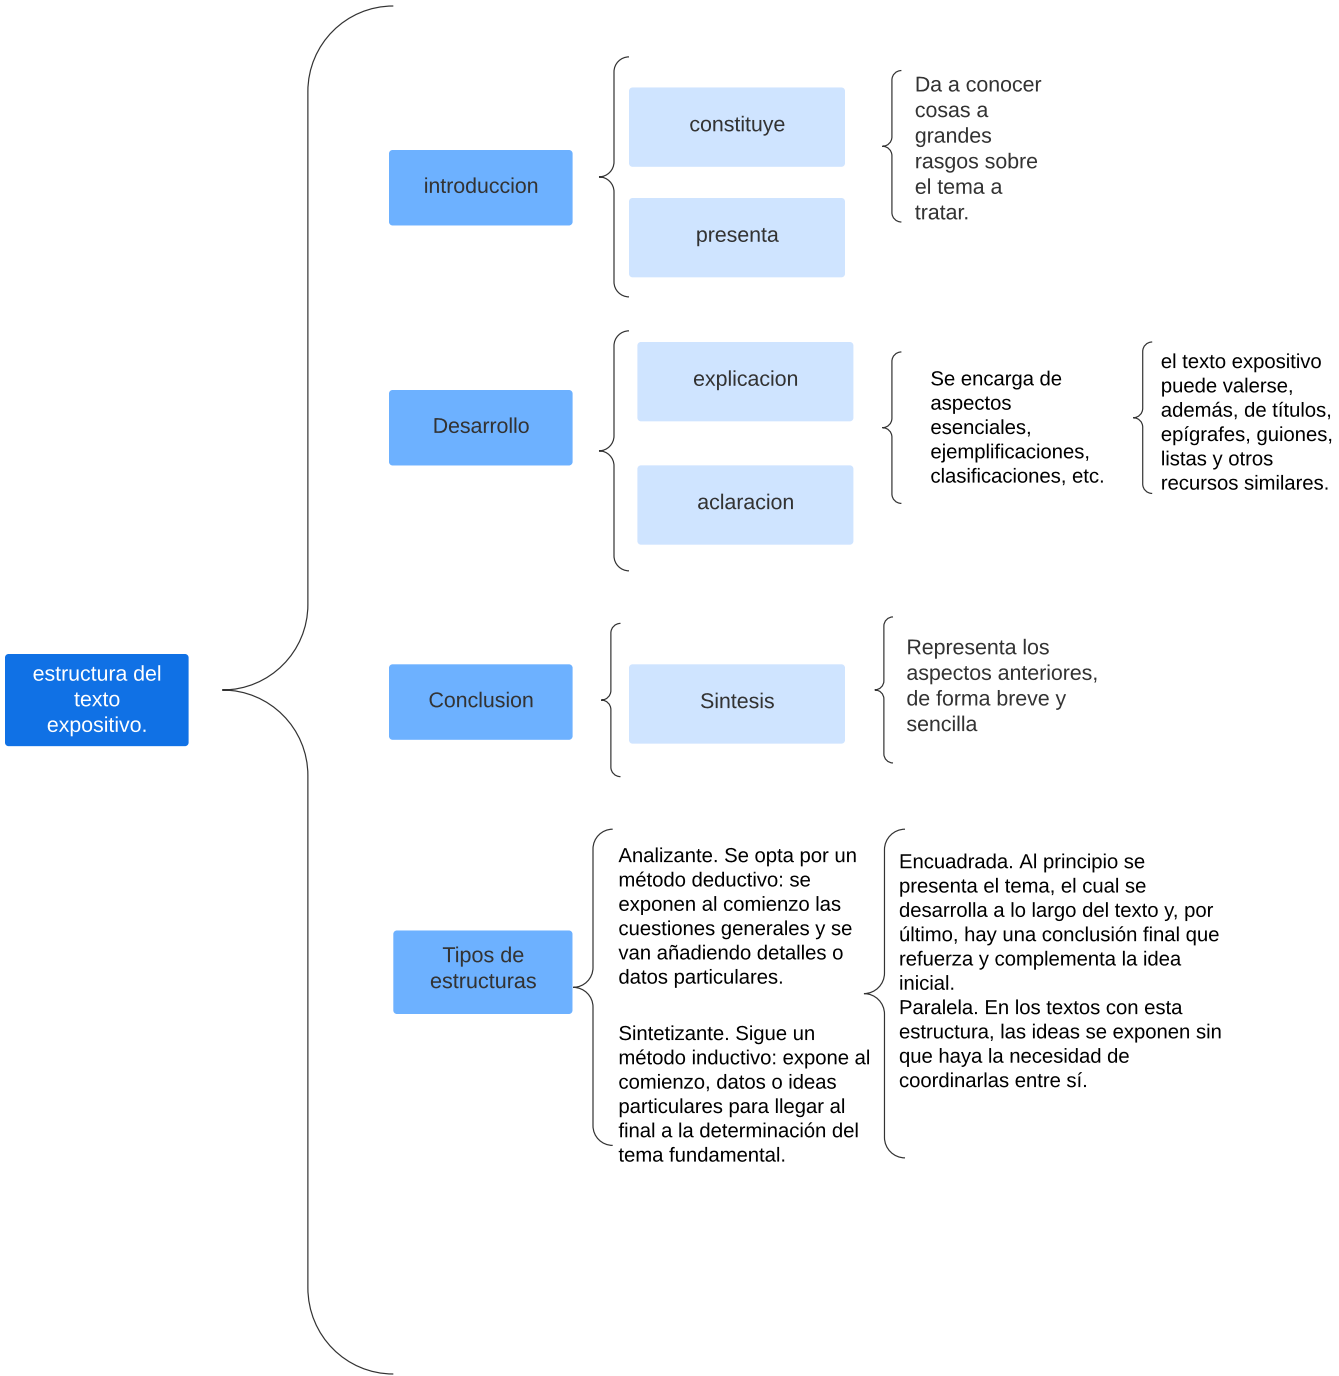 estructura del
texto
expositivo.
introduccion
constituye
presenta
Da a conocer
cosas a
grandes
rasgos sobre
el tema a
tratar.
Desarrollo
explicacion
aclaracion
Se encarga de
aspectos
esenciales,
ejemplificaciones,
clasificaciones, etc.
el texto expositivo
puede valerse,
además, de títulos,
epígrafes, guiones,
listas y otros
recursos similares.
Conclusion
Sintesis
Representa los
aspectos anteriores,
de forma breve y
sencilla
Tipos de
estructuras
Analizante. Se opta por un
método deductivo: se
exponen al comienzo las
cuestiones generales y se
van añadiendo detalles o
datos particulares.
Sintetizante. Sigue un
método inductivo: expone al
comienzo, datos o ideas
particulares para llegar al
final a la determinación del
tema fundamental.
Encuadrada. Al principio se
presenta el tema, el cual se
desarrolla a lo largo del texto y, por
último, hay una conclusión final que
refuerza y complementa la idea
inicial.
Paralela. En los textos con esta
estructura, las ideas se exponen sin
que haya la necesidad de
coordinarlas entre sí.